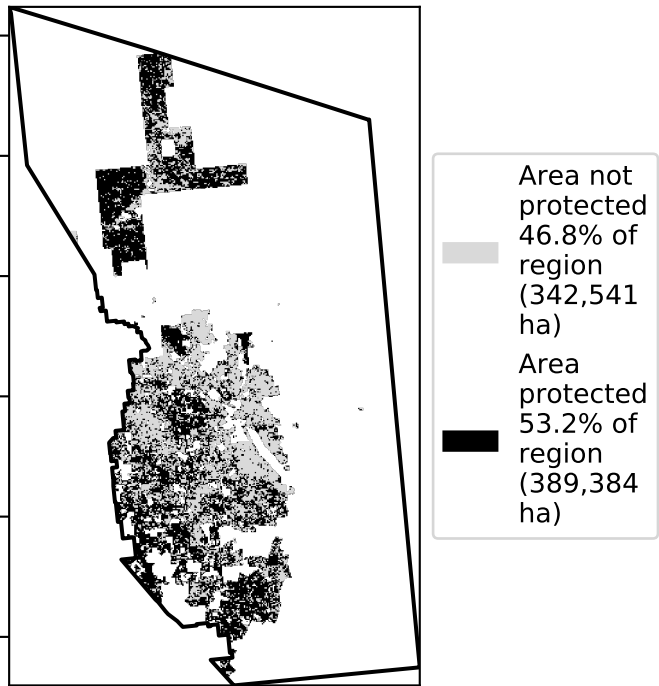 Area not
protected
46.8% of
region
(342,541
ha)
Area
protected
53.2% of
region
(389,384
ha)